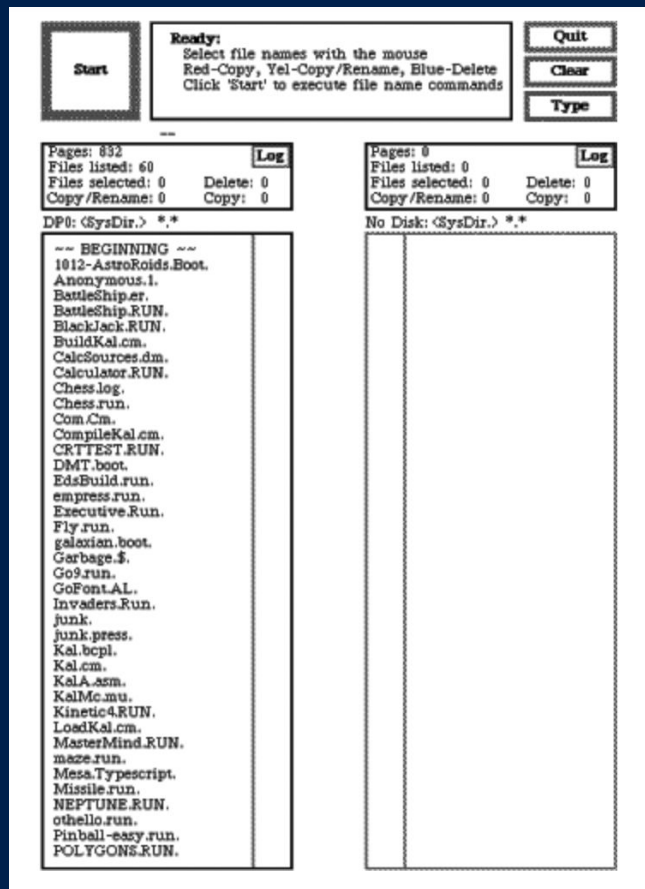 Start
Ready:
Select file names with the mouse
Red-Copy, Yel-Copy/Rename, Blue-Delete
Click 'Start' to execute file name commands
Quit
Clear
Type
~~
Pages: 832
Files listed: 60
Files selected: 0 Delete: 0
Copy/Rename: 0 Copy: 0
Log
DP0: <SysDir.> *.*
Pages: 0
Files listed: 0
Files selected: 0 Delete: 0
Copy/Rename: 0 Copy: 0
Log
No Disk: <SysDir.> *.*
~~ BEGINNING ~~
1012-AstroRoids.Boot.
Anonymous.1.
BattleShip.er.
BattleShip.RUN.
BlackJack.RUN.
BuildKal.cm.
CalcSources.dm.
Calculator.RUN.
Chess.log.
Chess.run.
Com.Cm.
CompileKal.cm.
CRTTEST.RUN.
DMT.boot.
EdsBuild.run.
empress.run.
Executive.Run.
Fly.run.
galaxian.boot.
Garbage.$.
Go9.run.
GoFont.AL.
Invaders.Run.
junk.
junk.press.
Kal.bcpl.
Kal.cm.
KalA.asm.
KalMc.mu.
Kinetic4.RUN.
LoadKal.cm.
MasterMind.RUN.
maze.run.
Mesa.Typescript.
Missile.run.
NEPTUNE.RUN.
othello.run.
Pinball-easy.run.
POLYGONS.RUN.